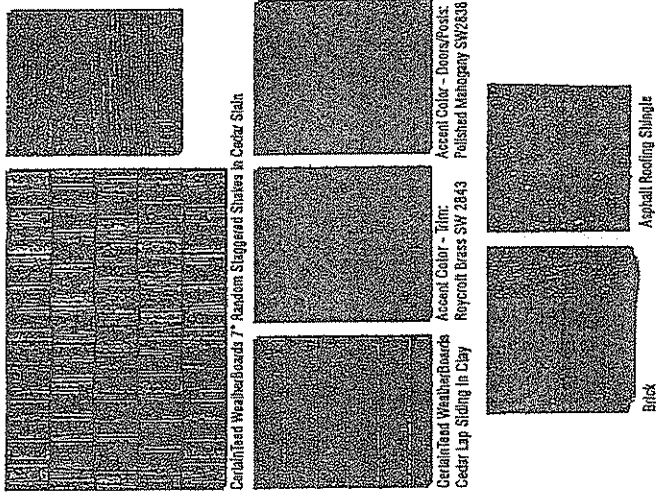 CertainTeed WeatherBoards 7" Random Staggered Shakes in Cedar Stain
CertainTeed WeatherBoards
Cedar Lap Siding in Clay
Accent Color - Trim:
Roycroft Brass SW 2843
Accent Color - Doors/Posts:
Polished Mahogany SW2838
Brick
Asphalt Roofing Shingle